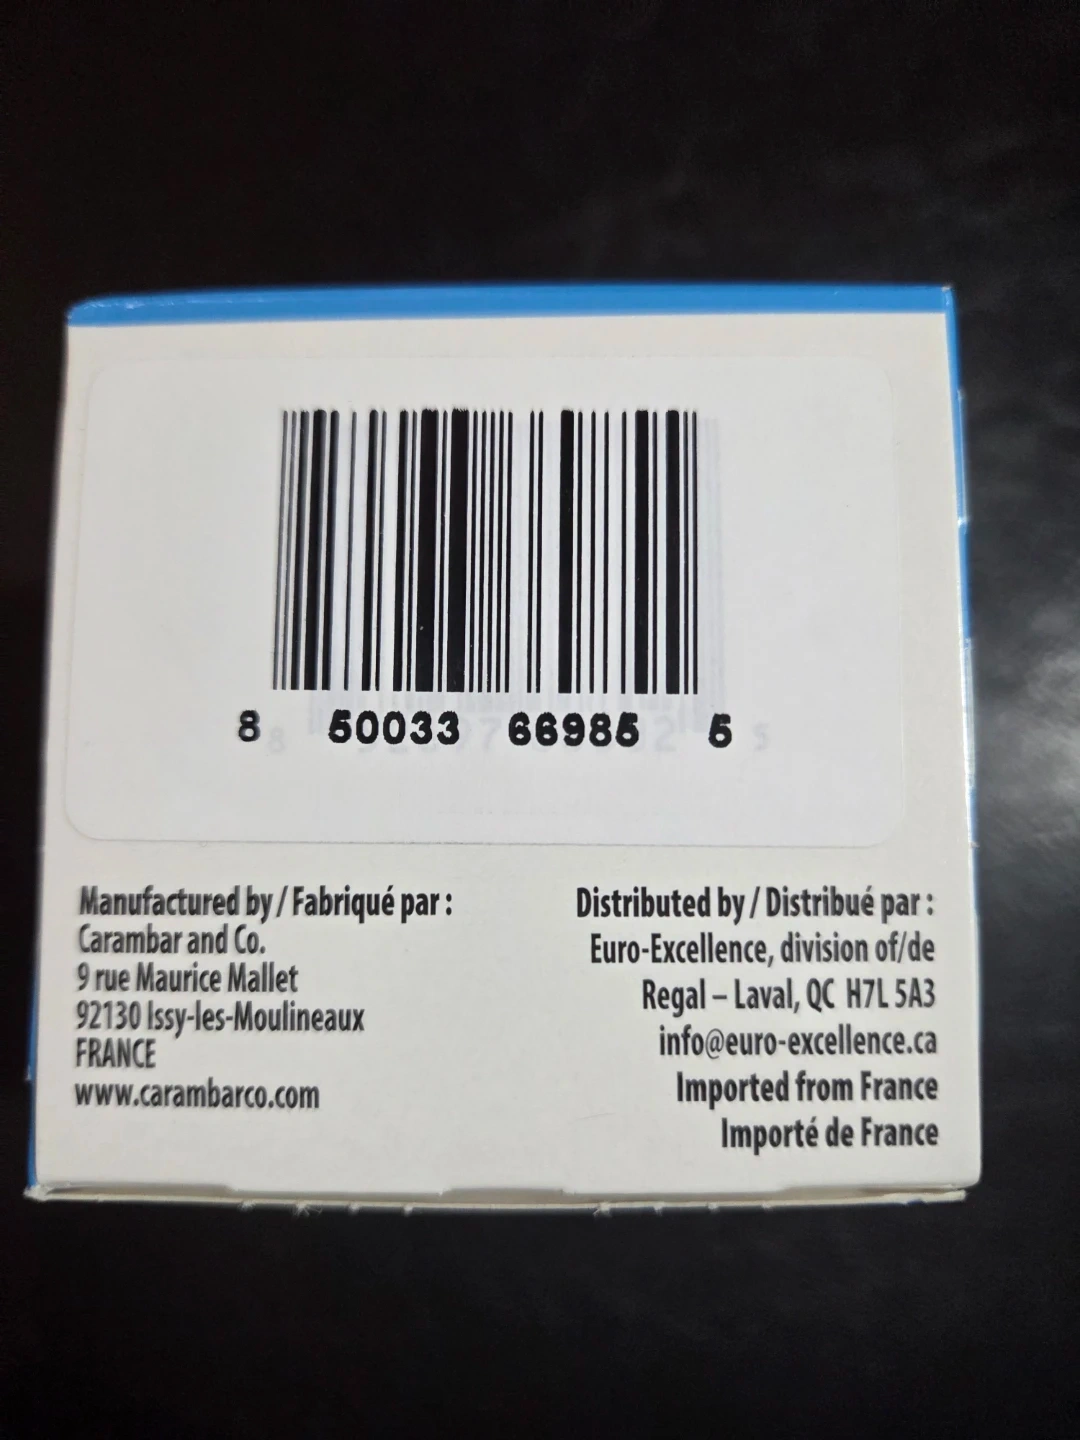 8 50033 66985 5
Manufactured by / Fabriqué par :
Carambar and Co.
9 rue Maurice Mallet
92130 Issy-les-Moulineaux
FRANCE
www.carambarco.com
Distributed by / Distribué par :
Euro-Excellence, division of/de
Regal – Laval, QC H7L 5A3
info@euro-excellence.ca
Imported from France
Importé de France